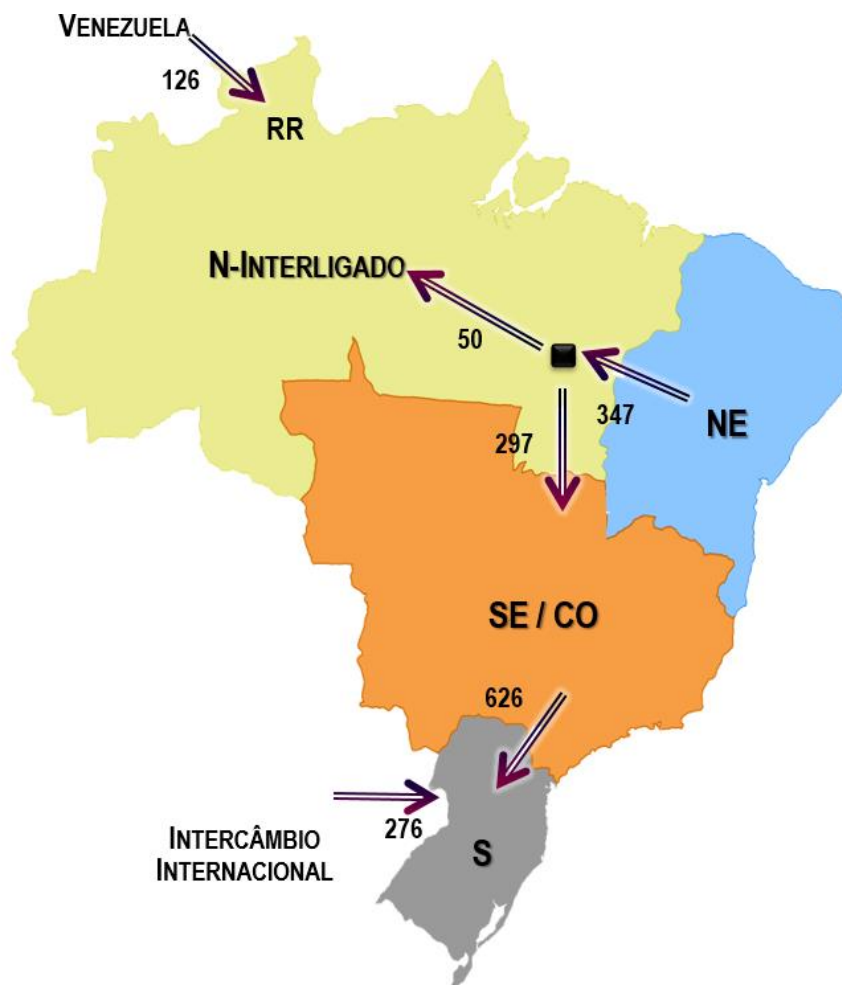 VENEZUELA
126
RR
N-INTERLIGADO
50
347
NE
297
SE / CO
626
276
INTERCÂMBIO
INTERNACIONAL
S